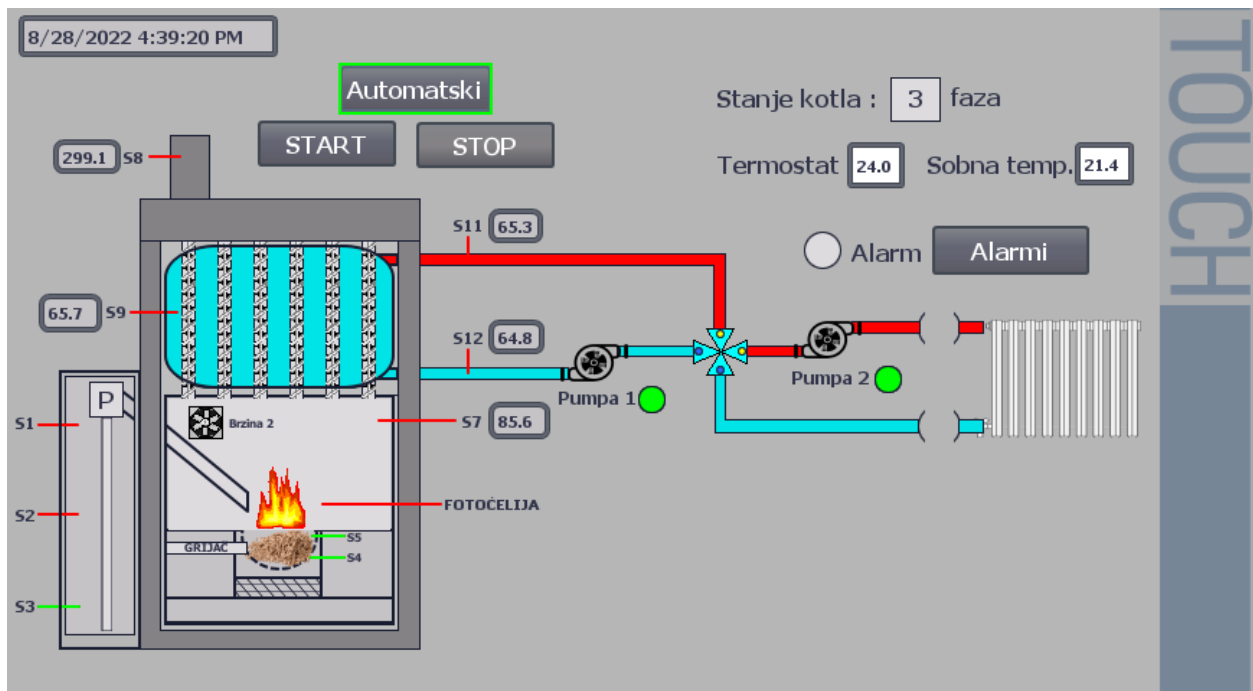 8/28/2022 4:39:20 PM
TOUCH
Automatski
Stanje kotla : 3 faza
START
STOP
299.1 S8
Termostat 24.0 Sobna temp. 21.4
S11 65.3
Alarm
Alarmi
65.7 S9
S12 64.8
Pumpa 2
Pumpa 1
P
S1
Brzina 2
S7 85.6
FOTOĆELIJA
S2
S5
GRIJAČ
S4
S3